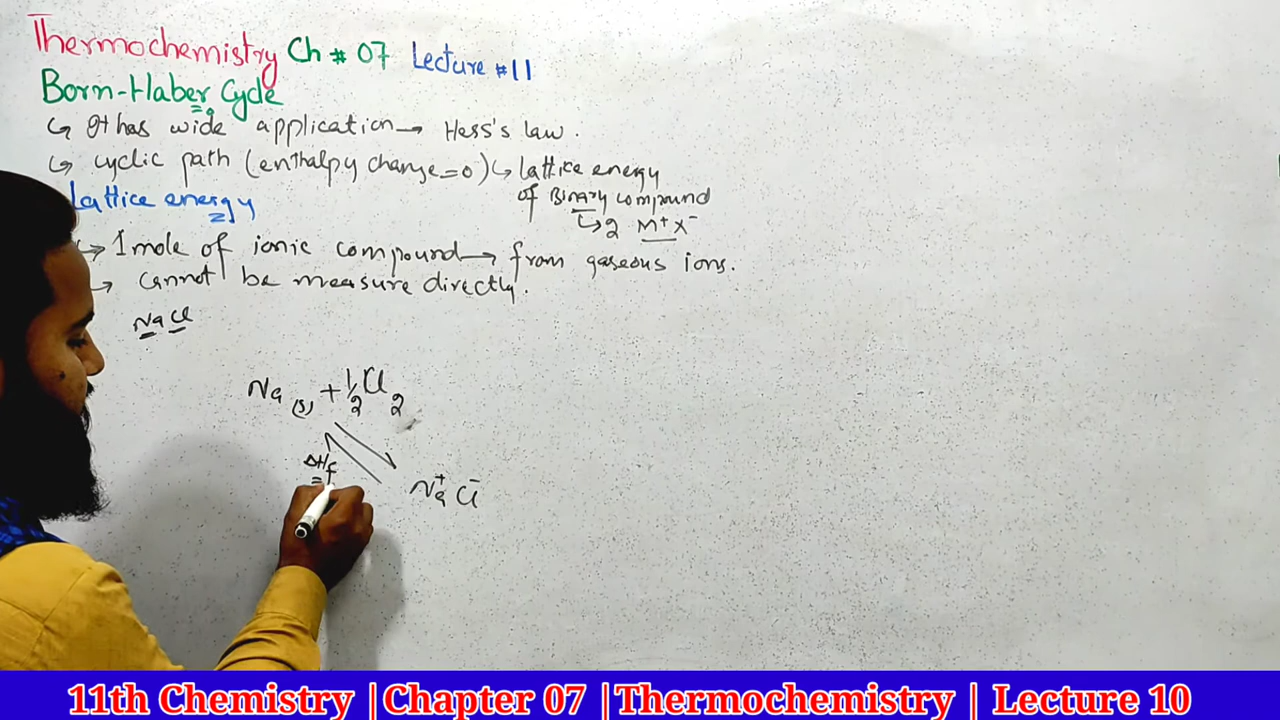 Thermochemistry Ch # 07 Lecture #11
Born-Haber Cycle
↳ It has wide application → Hess's law.
↳ cyclic path (enthalpy change=0) ↳ lattice energy
of Binary compound
↳ 2 M⁺X⁻
Lattice energy
→ 1 mole of ionic compound → from gaseous ions.
→ cannot be measure directly.
NaCl
Na (s) + 1/2 Cl2
ΔHf
Na⁺Cl⁻
11th Chemistry |Chapter 07 |Thermochemistry | Lecture 10